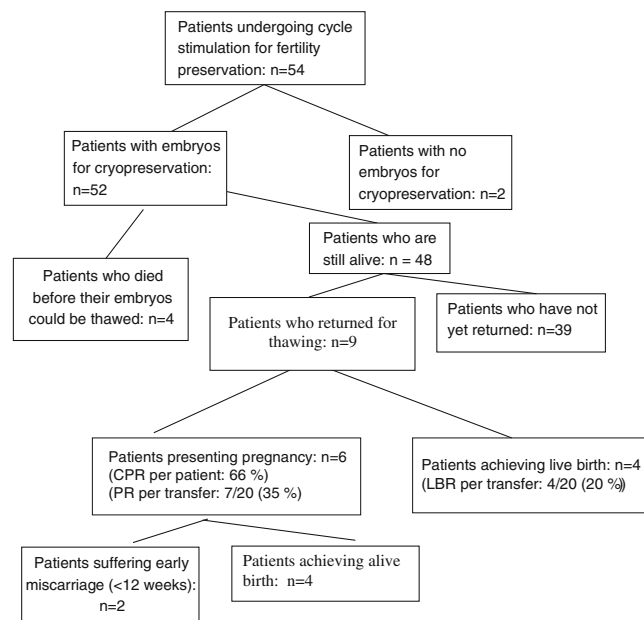 Patients undergoing cycle
stimulation for fertility
preservation: n=54
Patients with embryos
for cryopreservation:
n=52
Patients with no
embryos for
cryopreservation: n=2
Patients who are
still alive: n = 48
Patients who died
before their embryos
could be thawed: n=4
Patients who have not
yet returned: n=39
Patients who returned for
thawing: n=9
Patients presenting pregnancy: n=6
(CPR per patient: 66 %)
(PR per transfer: 7/20 (35 %)
Patients achieving live birth: n=4
(LBR per transfer: 4/20 (20 %))
Patients suffering early
miscarriage (<12 weeks):
n=2
Patients achieving alive
birth: n=4